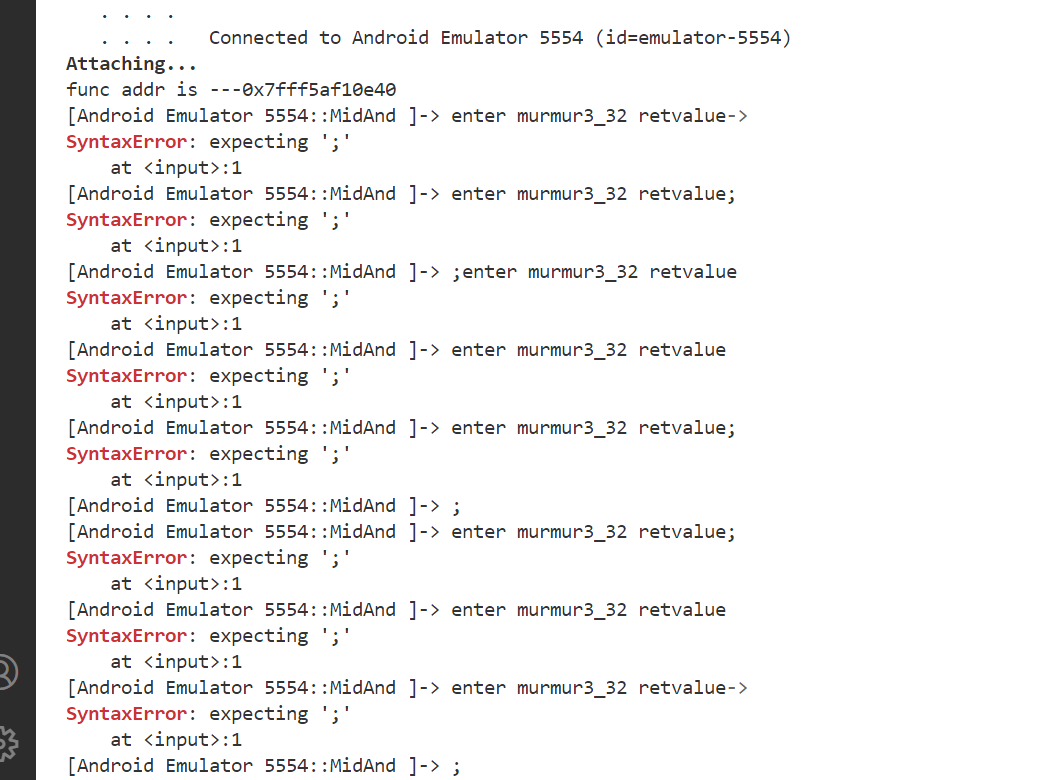 . . . .
. . . . Connected to Android Emulator 5554 (id=emulator-5554)
Attaching...
func addr is ---0x7fff5af10e40
[Android Emulator 5554::MidAnd ]-> enter murmur3_32 retvalue->
SyntaxError: expecting ';'
at <input>:1
[Android Emulator 5554::MidAnd ]-> enter murmur3_32 retvalue;
SyntaxError: expecting ';'
at <input>:1
[Android Emulator 5554::MidAnd ]-> ;enter murmur3_32 retvalue
SyntaxError: expecting ';'
at <input>:1
[Android Emulator 5554::MidAnd ]-> enter murmur3_32 retvalue
SyntaxError: expecting ';'
at <input>:1
[Android Emulator 5554::MidAnd ]-> enter murmur3_32 retvalue;
SyntaxError: expecting ';'
at <input>:1
[Android Emulator 5554::MidAnd ]-> ;
[Android Emulator 5554::MidAnd ]-> enter murmur3_32 retvalue;
SyntaxError: expecting ';'
at <input>:1
[Android Emulator 5554::MidAnd ]-> enter murmur3_32 retvalue
SyntaxError: expecting ';'
at <input>:1
[Android Emulator 5554::MidAnd ]-> enter murmur3_32 retvalue->
SyntaxError: expecting ';'
at <input>:1
[Android Emulator 5554::MidAnd ]-> ;